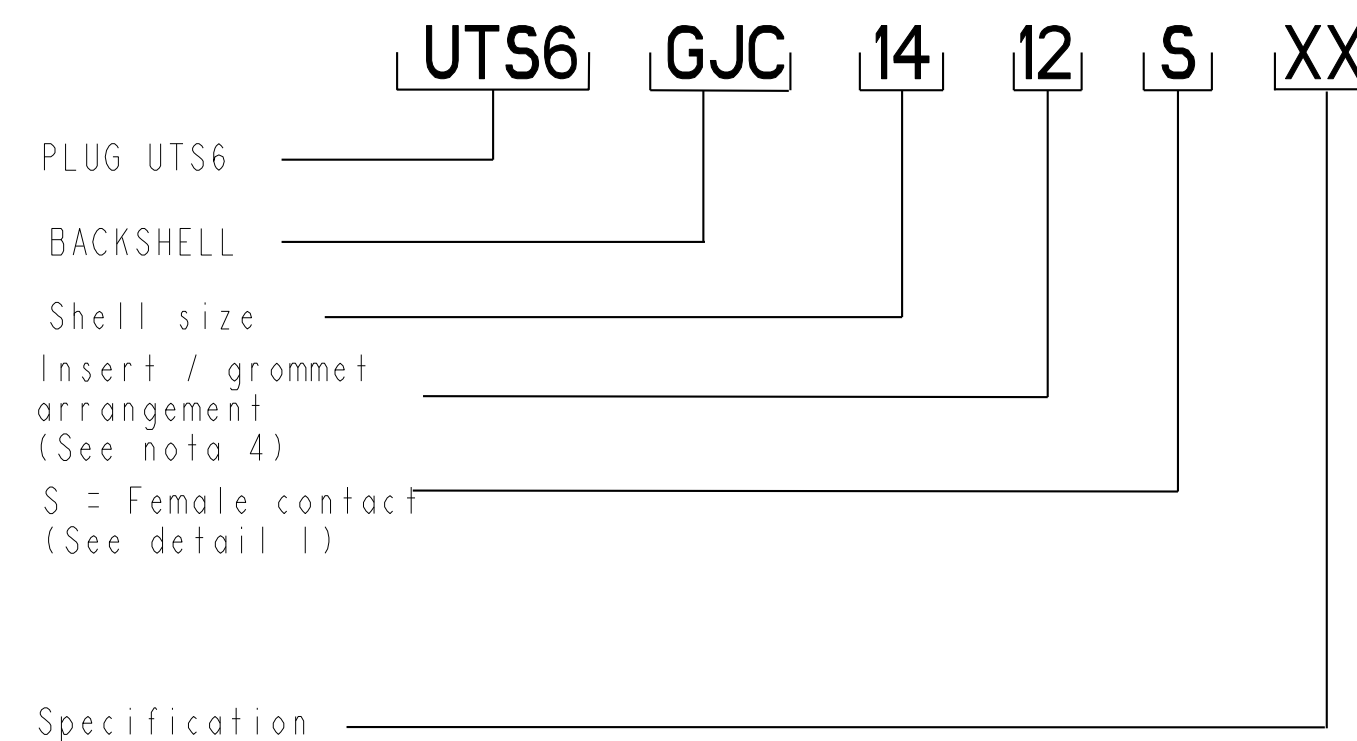 UTS6 GJC 14 12 S XX
PLUG UTS6
BACKSHELL
Shell size
Insert / grommet
arrangement
(See nota 4)
S = Female contact
(See detail 1)
Specification